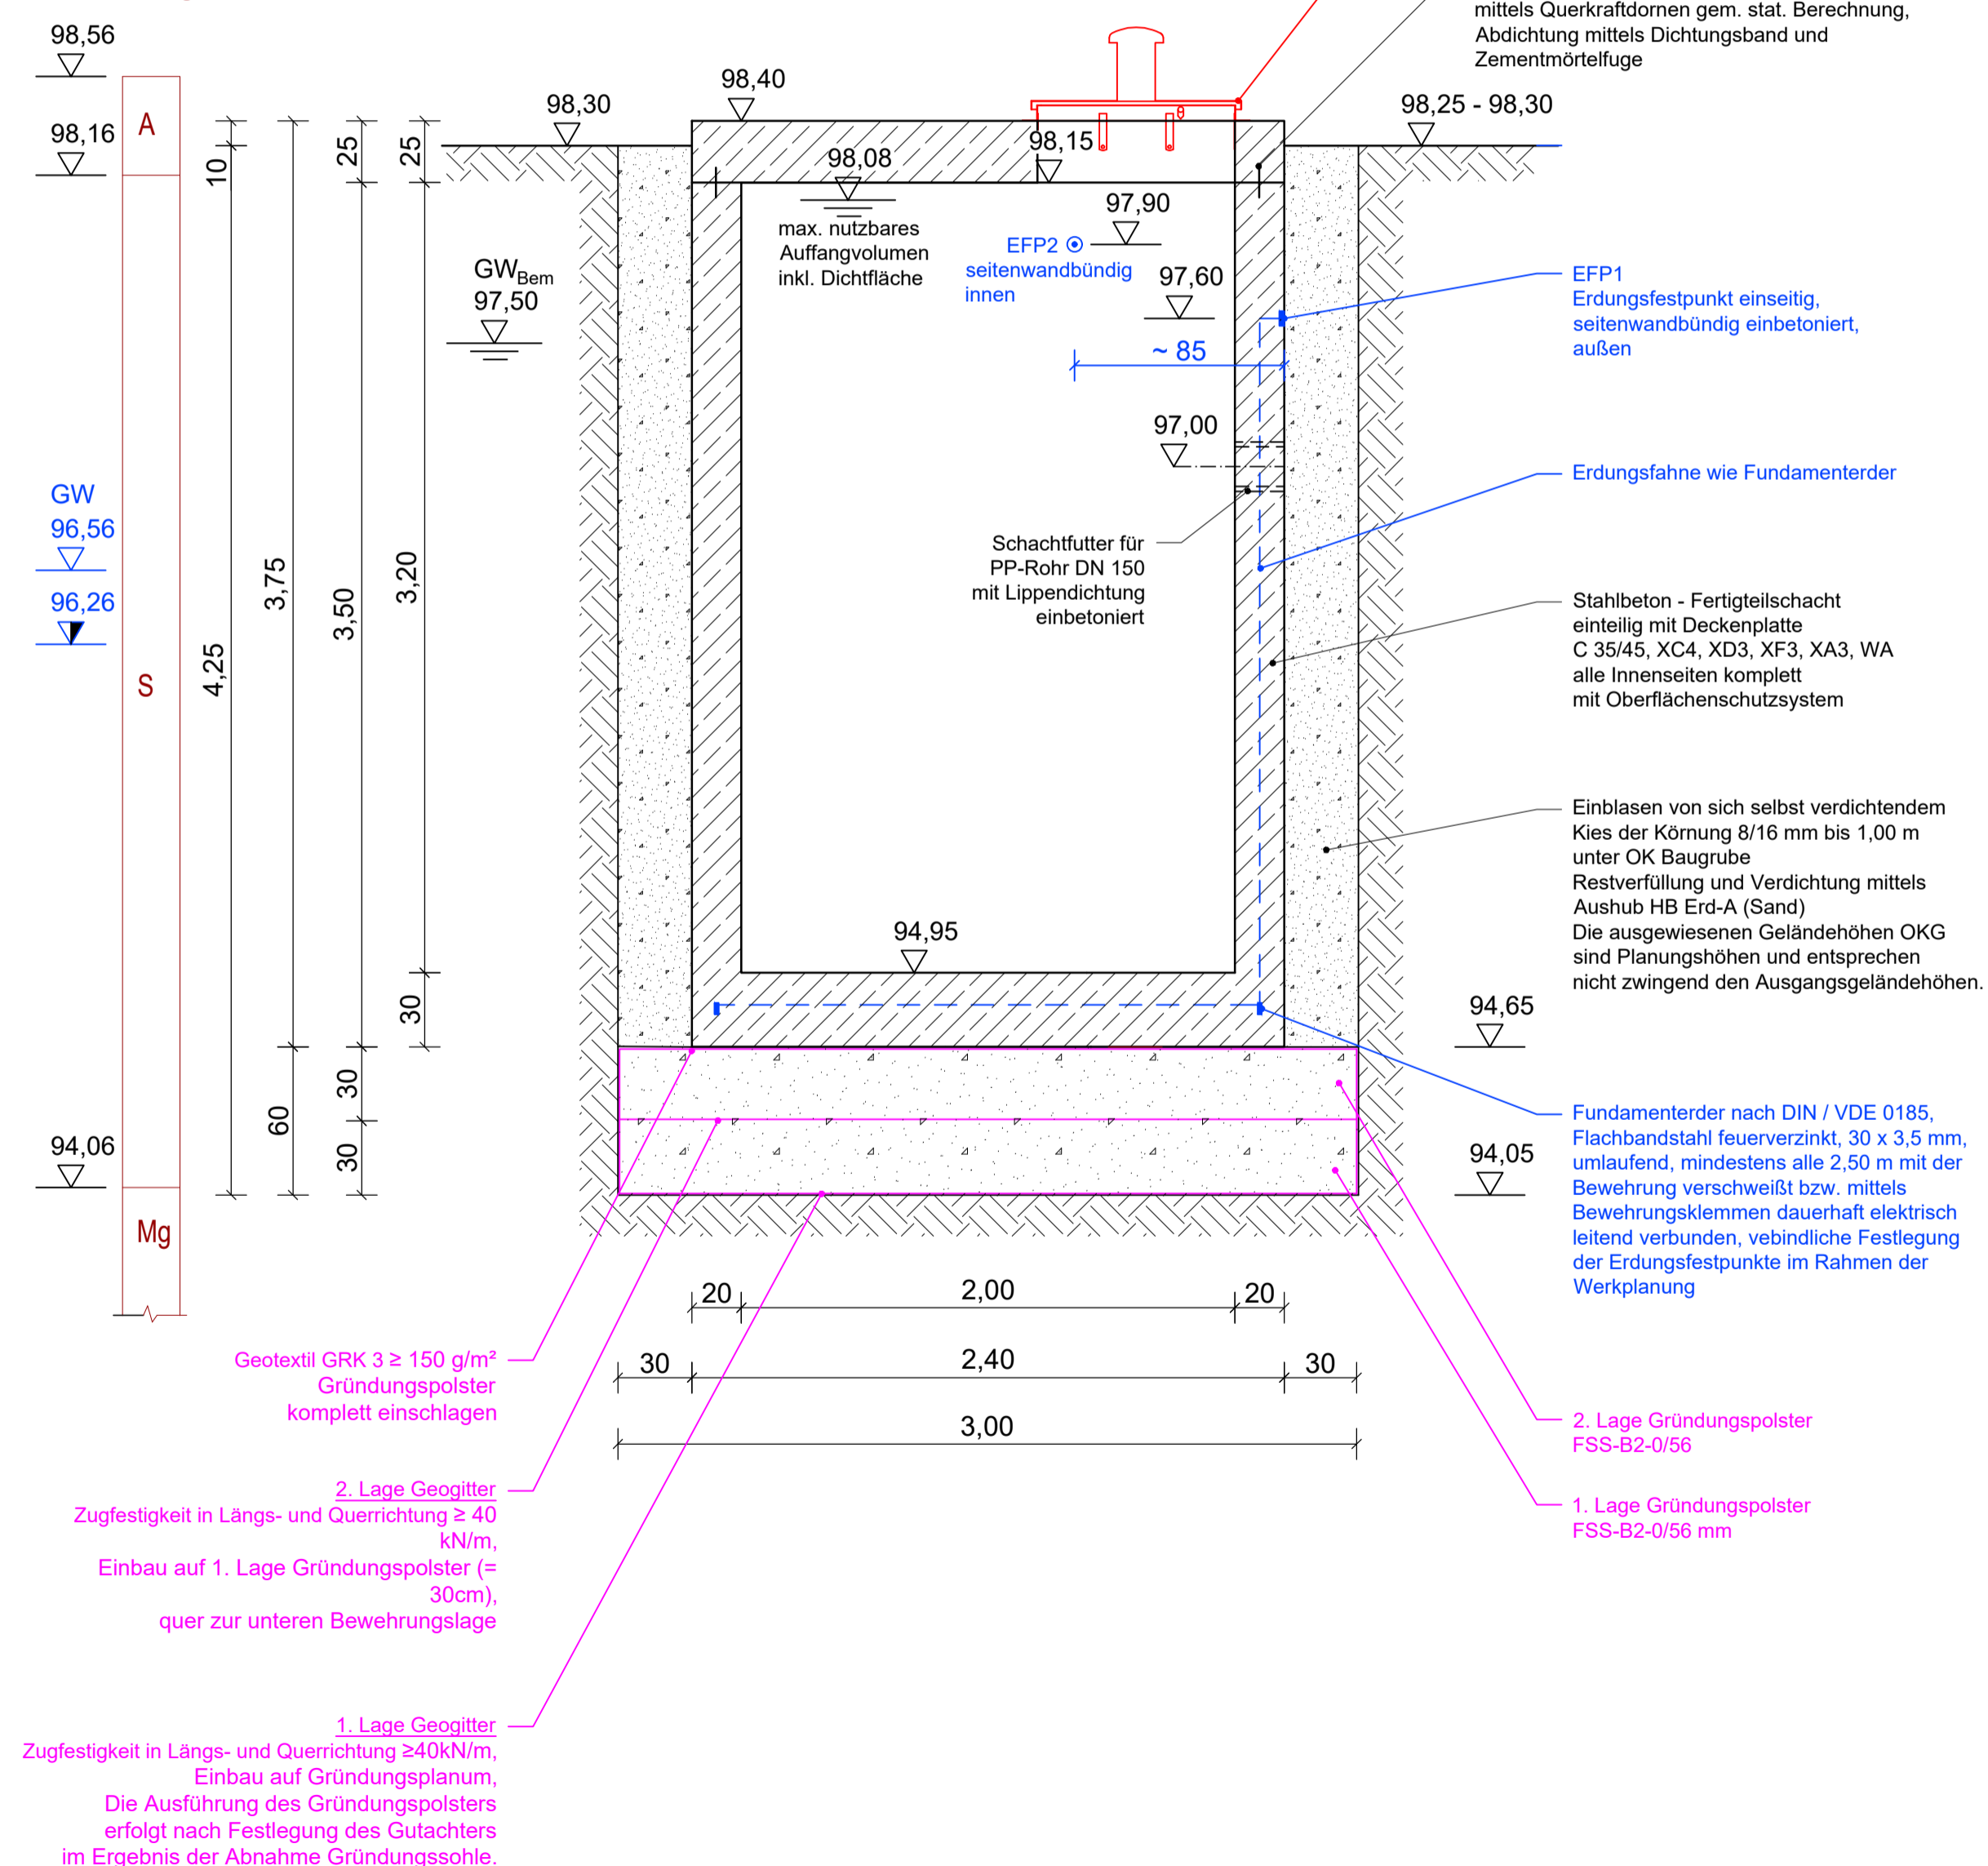 mittels Querkraftdornen gem. stat. Berechnung,
Abdichtung mittels Dichtungsband und
Zementmörtelfuge
98,56
98,16
A
S
Mg
GW
96,56
96,26
94,06
10
4,25
3,75
60
25
3,50
30
30
25
3,20
30
98,30
98,40
98,25 - 98,30
98,15
98,08
max. nutzbares
Auffangvolumen
inkl. Dichtfläche
GWBem
97,50
97,90
EFP2
seitenwandbündig
innen
97,60
~ 85
97,00
Schachtfutter für
PP-Rohr DN 150
mit Lippendichtung
einbetoniert
94,95
EFP1
Erdungsfestpunkt einseitig,
seitenwandbündig einbetoniert,
außen
Erdungsfahne wie Fundamenterder
Stahlbeton - Fertigteilschacht
einteilig mit Deckenplatte
C 35/45, XC4, XD3, XF3, XA3, WA
alle Innenseiten komplett
mit Oberflächenschutzsystem
Einblasen von sich selbst verdichtendem
Kies der Körnung 8/16 mm bis 1,00 m
unter OK Baugrube
Restverfüllung und Verdichtung mittels
Aushub HB Erd-A (Sand)
Die ausgewiesenen Geländehöhen OKG
sind Planungshöhen und entsprechen
nicht zwingend den Ausgangsgeländehöhen.
94,65
94,05
Fundamenterder nach DIN / VDE 0185,
Flachbandstahl feuerverzinkt, 30 x 3,5 mm,
umlaufend, mindestens alle 2,50 m mit der
Bewehrung verschweißt bzw. mittels
Bewehrungsklemmen dauerhaft elektrisch
leitend verbunden, vebindliche Festlegung
der Erdungsfestpunkte im Rahmen der
Werkplanung
20 2,00 20
30 2,40 30
3,00
Geotextil GRK 3 ≥ 150 g/m²
Gründungspolster
komplett einschlagen
2. Lage Geogitter
Zugfestigkeit in Längs- und Querrichtung ≥ 40
kN/m,
Einbau auf 1. Lage Gründungspolster (=
30cm),
quer zur unteren Bewehrungslage
1. Lage Geogitter
Zugfestigkeit in Längs- und Querrichtung ≥40kN/m,
Einbau auf Gründungsplanum,
Die Ausführung des Gründungspolsters
erfolgt nach Festlegung des Gutachters
im Ergebnis der Abnahme Gründungssohle.
2. Lage Gründungspolster
FSS-B2-0/56
1. Lage Gründungspolster
FSS-B2-0/56 mm